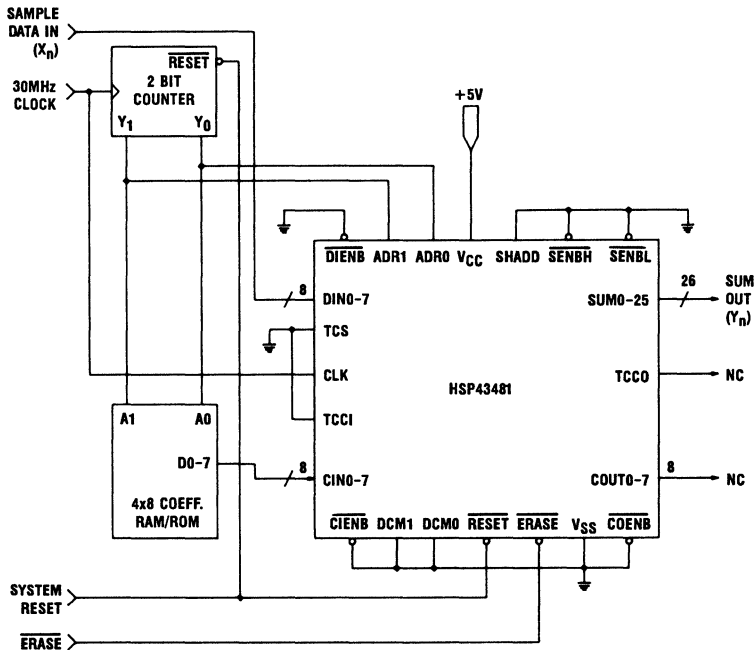 SAMPLE
DATA IN
(Xn)
30MHz
CLOCK
RESET
2 BIT
COUNTER
Y1 Y0
+5V
DIENB ADR1 ADR0 VCC SHADD SENBH SENBL
8
DIN0-7
TCS
CLK
TCCI
8
CIN0-7
HSP43481
SUM0-25
26
SUM
OUT
(Yn)
TCCO
NC
COUT0-7
8
NC
A1 A0
D0-7
4x8 COEFF.
RAM/ROM
CIENB DCM1 DCM0 RESET ERASE VSS COENB
SYSTEM
RESET
ERASE